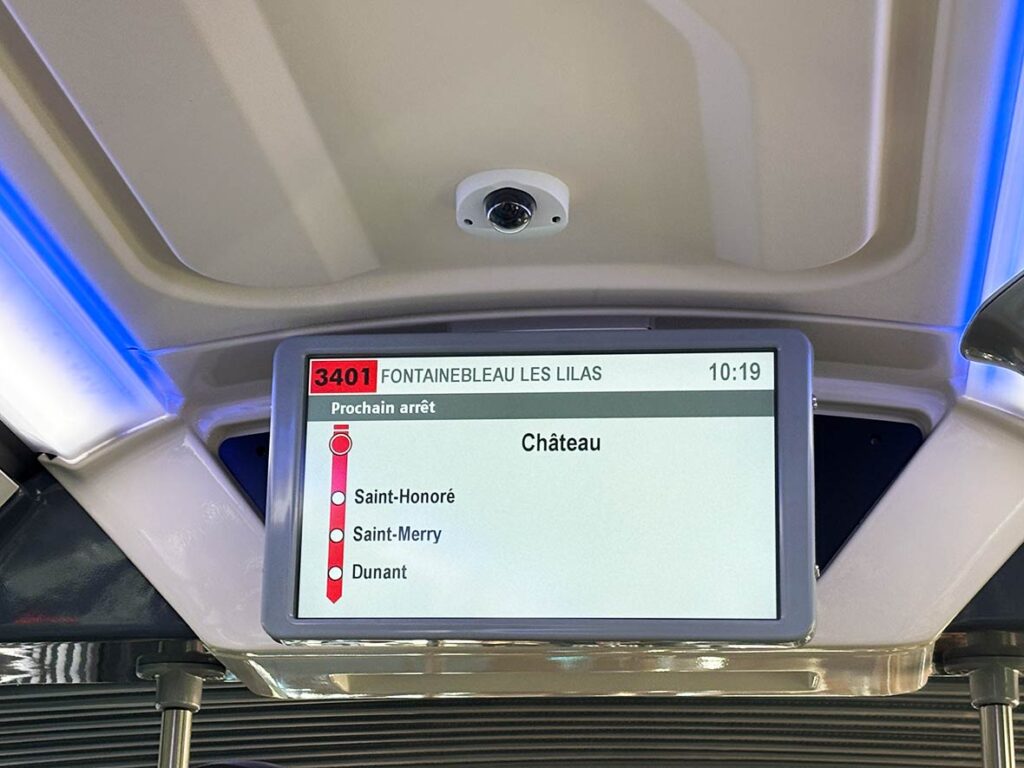 3401 FONTAINEBLEAU LES LILAS 10:19
Prochain arrêt
Château
Saint-Honoré
Saint-Merry
Dunant